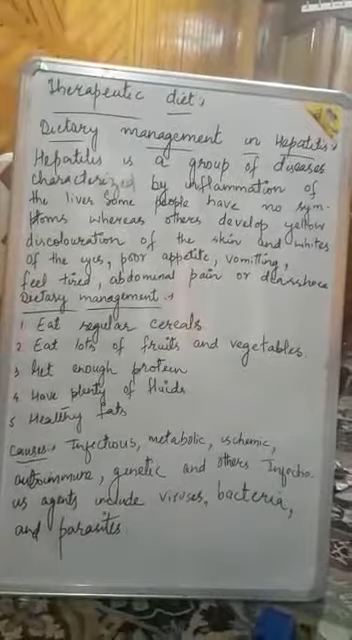 Therapeutic diet,
Dietary management in Hepatitis,
Hepatitis is a group of diseases
characterized by inflammation of
the liver some people have no sym-
ptoms whereas others develop yellow
discolouration of the skin and whites
of the eyes, poor appetite, vomitting,
feel tired, abdominal pain or diarrhoea
Dietary management.
1 Eat regular cereals
2 Eat lots of fruits and vegetables.
3 Get enough protein
4 Have plenty of fluids
5 Healthy fats
Causes. Infectious, metabolic, ischemic,
autoimmune, genetic and others Infectio-
us agents include viruses, bacteria,
and parasites